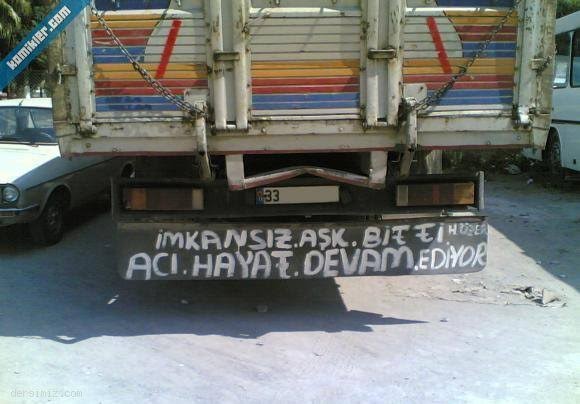 komikler.com
33
İMKANSIZ.AŞK.BİTTİ.
ACI.HAYAT.DEVAM.EDİYOR
dersimiz.com